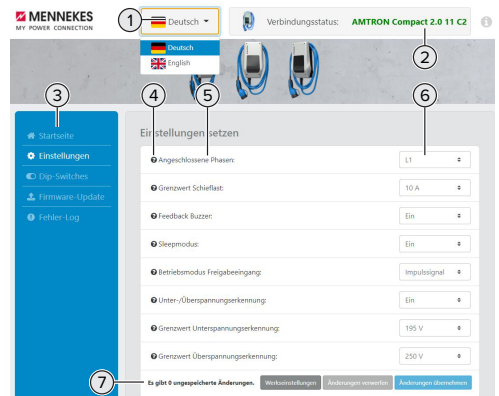 MENNEKES
MY POWER CONNECTION
1
Deutsch
Verbindungsstatus: AMTRON Compact 2.0 11 C2
Deutsch
English
2
3
4
5
6
Startseite
Einstellungen
Dip-Switches
Firmware-Update
Fehler-Log
Einstellungen setzen
Angeschlossene Phasen: L1
Grenzwert Schieflast: 10 A
Feedback Buzzer: Ein
Sleepmodus: Ein
Betriebsmodus Freigabeeingang: Impulssignal
Unter-/Überspannungserkennung: Ein
Grenzwert Unterspannungserkennung: 195 V
Grenzwert Überspannungserkennung: 250 V
7
Es gibt 0 ungespeicherte Änderungen. Werkseinstellungen Änderungen verwerfen Änderungen übernehmen